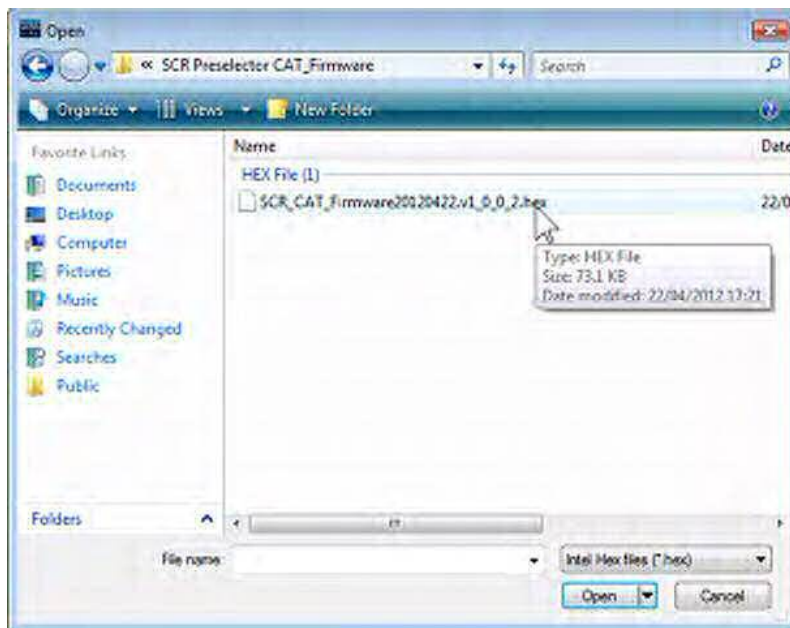 Open
« SCR Preselector CAT_Firmware
Search
Organize Views New Folder
Favorite Links
Documents
Desktop
Computer
Pictures
Music
Recently Changed
Searches
Public
Folders
Name Date
HEX File (1)
SCR_CAT_Firmware20120422.v1_0_0_2.hex 22/0
Type: HEX File
Size: 73.1 KB
Date modified: 22/04/2012 17:21
File name:
Intel Hex files (*.hex)
Open Cancel